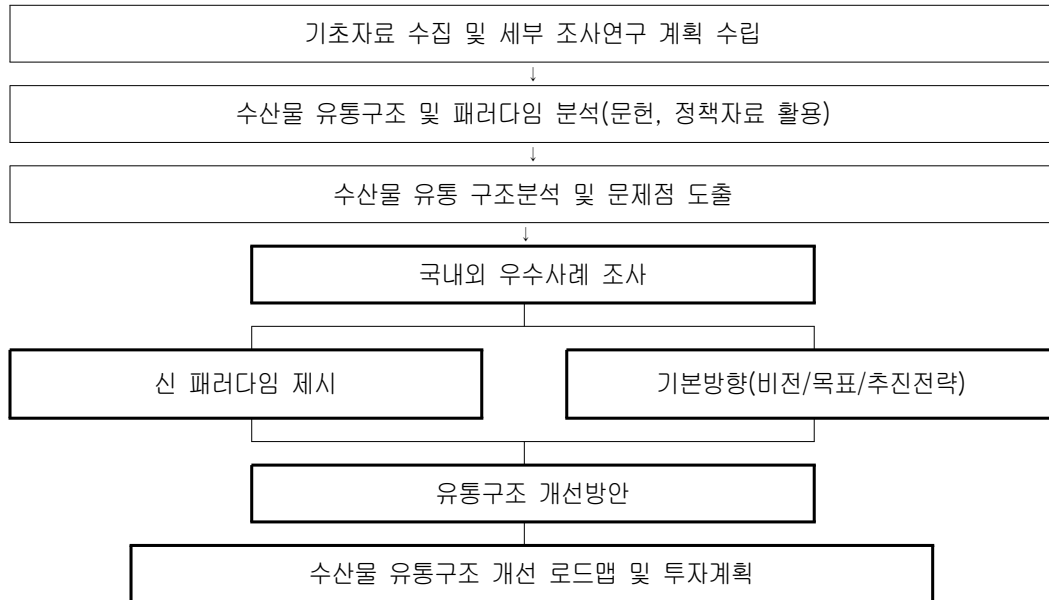 기초자료 수집 및 세부 조사연구 계획 수립
↓
수산물 유통구조 및 패러다임 분석(문헌, 정책자료 활용)
↓
수산물 유통 구조분석 및 문제점 도출
↓
국내외 우수사례 조사
신 패러다임 제시
기본방향(비전/목표/추진전략)
유통구조 개선방안
수산물 유통구조 개선 로드맵 및 투자계획